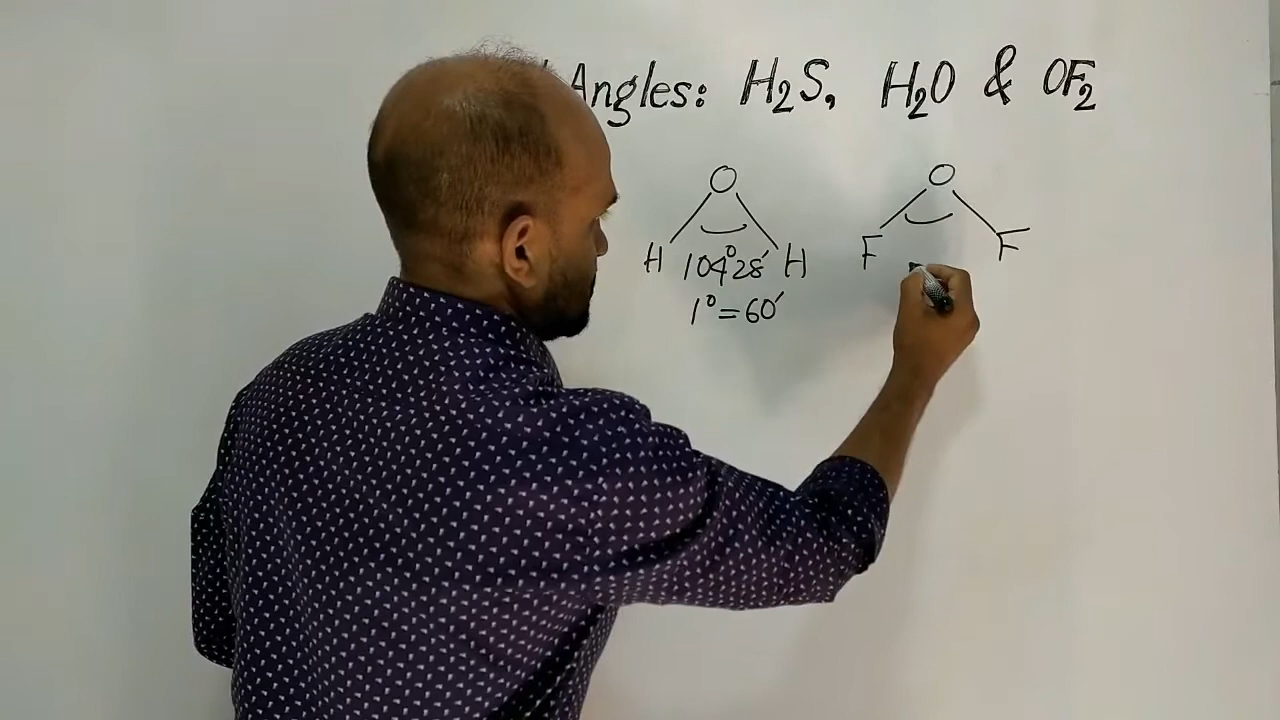 Angles: H₂S, H₂O & OF₂
O O
H 104°28′ H F F
1°=60′